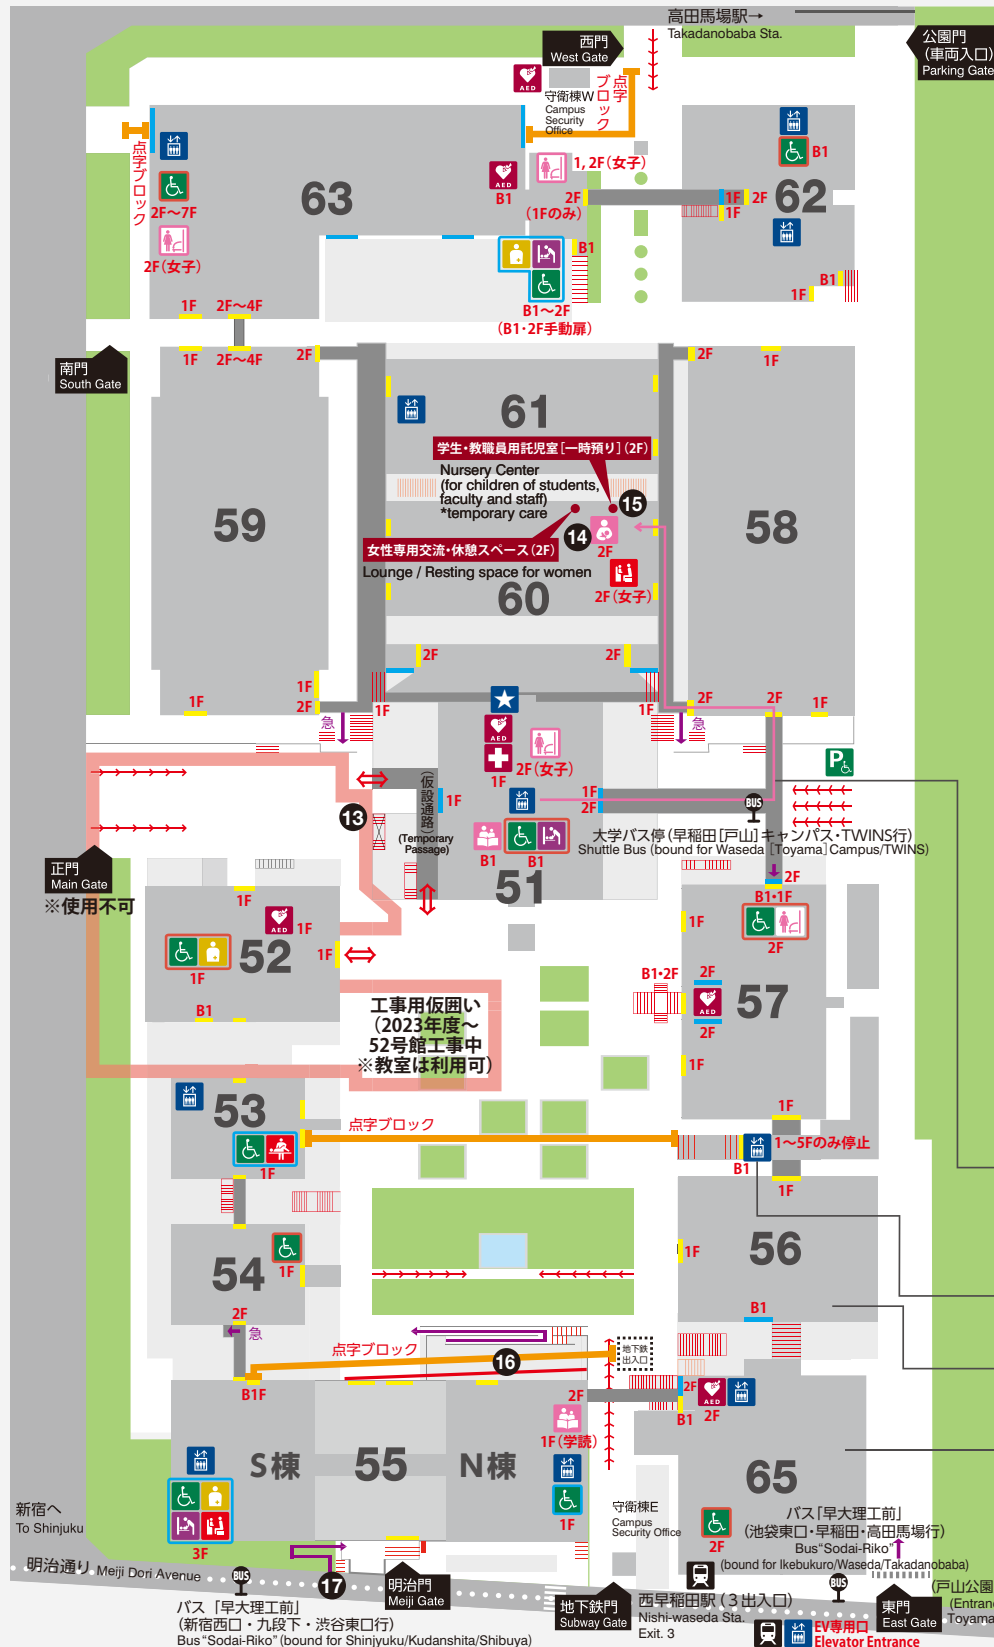 高田馬場駅→
Takadanobaba Sta.
西門
West Gate
公園門
(車両入口)
Parking Gate
AED
守衛棟W
Campus
Security
Office
点字
ブロック
点字ブロック
2F～7F
2F(女子)
63
AED
B1
1, 2F(女子)
(1Fのみ)
2F
1F
2F
1F
B1
62
B1
1F
B1
B1～2F
(B1・2F手動扉)
1F
2F～4F
1F
2F～4F
2F
2F
1F
南門
South Gate
61
学生・教職員用託児室[一時預り](2F)
Nursery Center
(for children of students,
faculty and staff)
*temporary care
15
14
2F
女性専用交流・休憩スペース(2F)
Lounge / Resting space for women
2F(女子)
60
59
58
2F
2F
1F
1F
2F
1F
1F
2F
2F
1F
急
急
AED
1F
2F(女子)
P
(仮設通路)
(Temporary
Passage)
1F
1F
2F
B1
B1
51
13
BUS
大学バス停(早稲田[戸山]キャンパス・TWINS行)
Shuttle Bus (bound for Waseda [Toyama] Campus/TWINS)
正門
Main Gate
※使用不可
2F
B1・1F
2F
1F
AED
1F
1F
52
1F
B1
1F
B1・2F
2F
AED
2F
57
1F
工事用仮囲い
(2023年度～
52号館工事中
※教室は利用可)
53
1F
点字ブロック
1F
1～5Fのみ停止
B1
1F
54
1F
2F
急
56
1F
B1
点字ブロック
16
地下鉄
出入口
B1F
2F
1F(学読)
2F
B1
AED
2F
S棟
55
N棟
3F
1F
65
守衛棟E
Campus
Security Office
2F
バス「早大理工前」
(池袋東口・早稲田・高田馬場行)
Bus“Sodai-Riko”
(bound for Ikebukuro/Waseda/Takadanobaba)
新宿へ
To Shinjuku
明治通り Meiji Dori Avenue
BUS
17
明治門
Meiji Gate
バス「早大理工前」
(新宿西口・九段下・渋谷東口行)
Bus“Sodai-Riko” (bound for Shinjyuku/Kudanshita/Shibuya)
地下鉄門
Subway Gate
西早稲田駅(3出入口)
Nishi-waseda Sta.
Exit. 3
BUS
東門
East Gate
EV専用口
Elevator Entrance
(戸山公園
(Entran
Toyama